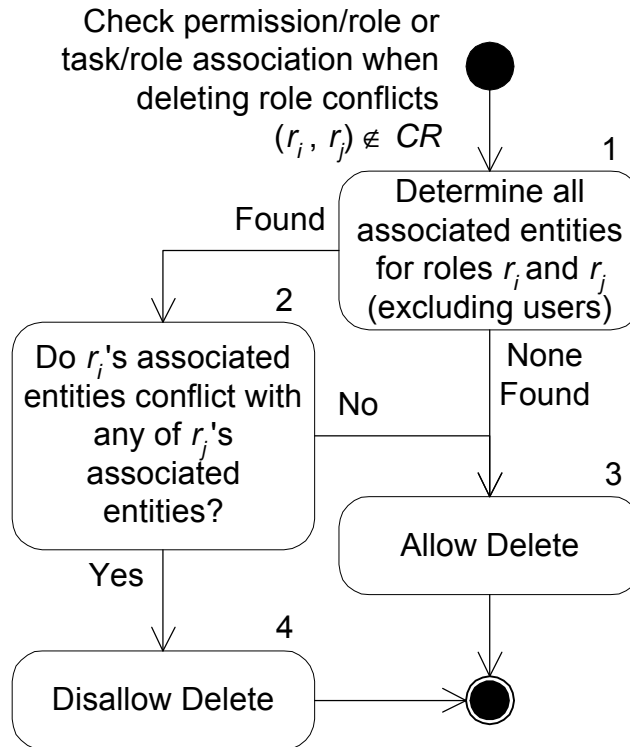 Check permission/role or
task/role association when
deleting role conflicts
(r_i , r_j) ∉ CR
1
Determine all
associated entities
for roles r_i and r_j
(excluding users)
Found
2
Do r_i's associated
entities conflict with
any of r_j's
associated
entities?
None
Found
No
3
Allow Delete
Yes
4
Disallow Delete